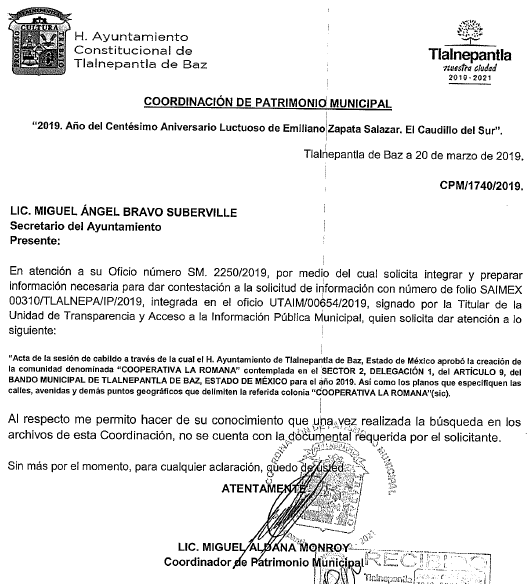 H. Ayuntamiento
Constitucional de
Tlalnepantla de Baz
CULTURA
PROGRESO
TRABAJO
Tlalnepantla
nuestra ciudad
2019 - 2021
COORDINACIÓN DE PATRIMONIO MUNICIPAL
"2019. Año del Centésimo Aniversario Luctuoso de Emiliano Zapata Salazar. El Caudillo del Sur".
Tlalnepantla de Baz a 20 de marzo de 2019.
CPM/1740/2019.
LIC. MIGUEL ÁNGEL BRAVO SUBERVILLE
Secretario del Ayuntamiento
Presente:
En atención a su Oficio número SM. 2250/2019, por medio del cual solicita integrar y preparar
información necesaria para dar contestación a la solicitud de información con número de folio SAIMEX
00310/TLALNEPA/IP/2019, integrada en el oficio UTAIM/00654/2019, signado por la Titular de la
Unidad de Transparencia y Acceso a la Información Pública Municipal, quien solicita dar atención a lo
siguiente:
"Acta de la sesión de cabildo a través de la cual el H. Ayuntamiento de Tlalnepantla de Baz, Estado de México aprobó la creación de
la comunidad denominada "COOPERATIVA LA ROMANA" contemplada en el SECTOR 2, DELEGACIÓN 1, del ARTÍCULO 9, del
BANDO MUNICIPAL DE TLALNEPANTLA DE BAZ, ESTADO DE MÉXICO para el año 2019. Así como los planos que especifiquen las
calles, avenidas y demás puntos geográficos que delimiten la referida colonia "COOPERATIVA LA ROMANA"(sic).
Al respecto me permito hacer de su conocimiento que una vez realizada la búsqueda en los
archivos de esta Coordinación, no se cuenta con la documental requerida por el solicitante.
Sin más por el momento, para cualquier aclaración, quedo de usted.
ATENTAMENTE
COORDINACIÓN DE PATRIMONIO MUNICIPAL
LIC. MIGUEL ALDANA MONROY
Coordinador de Patrimonio Municipal
RECIBIDO
Tlalnepantla